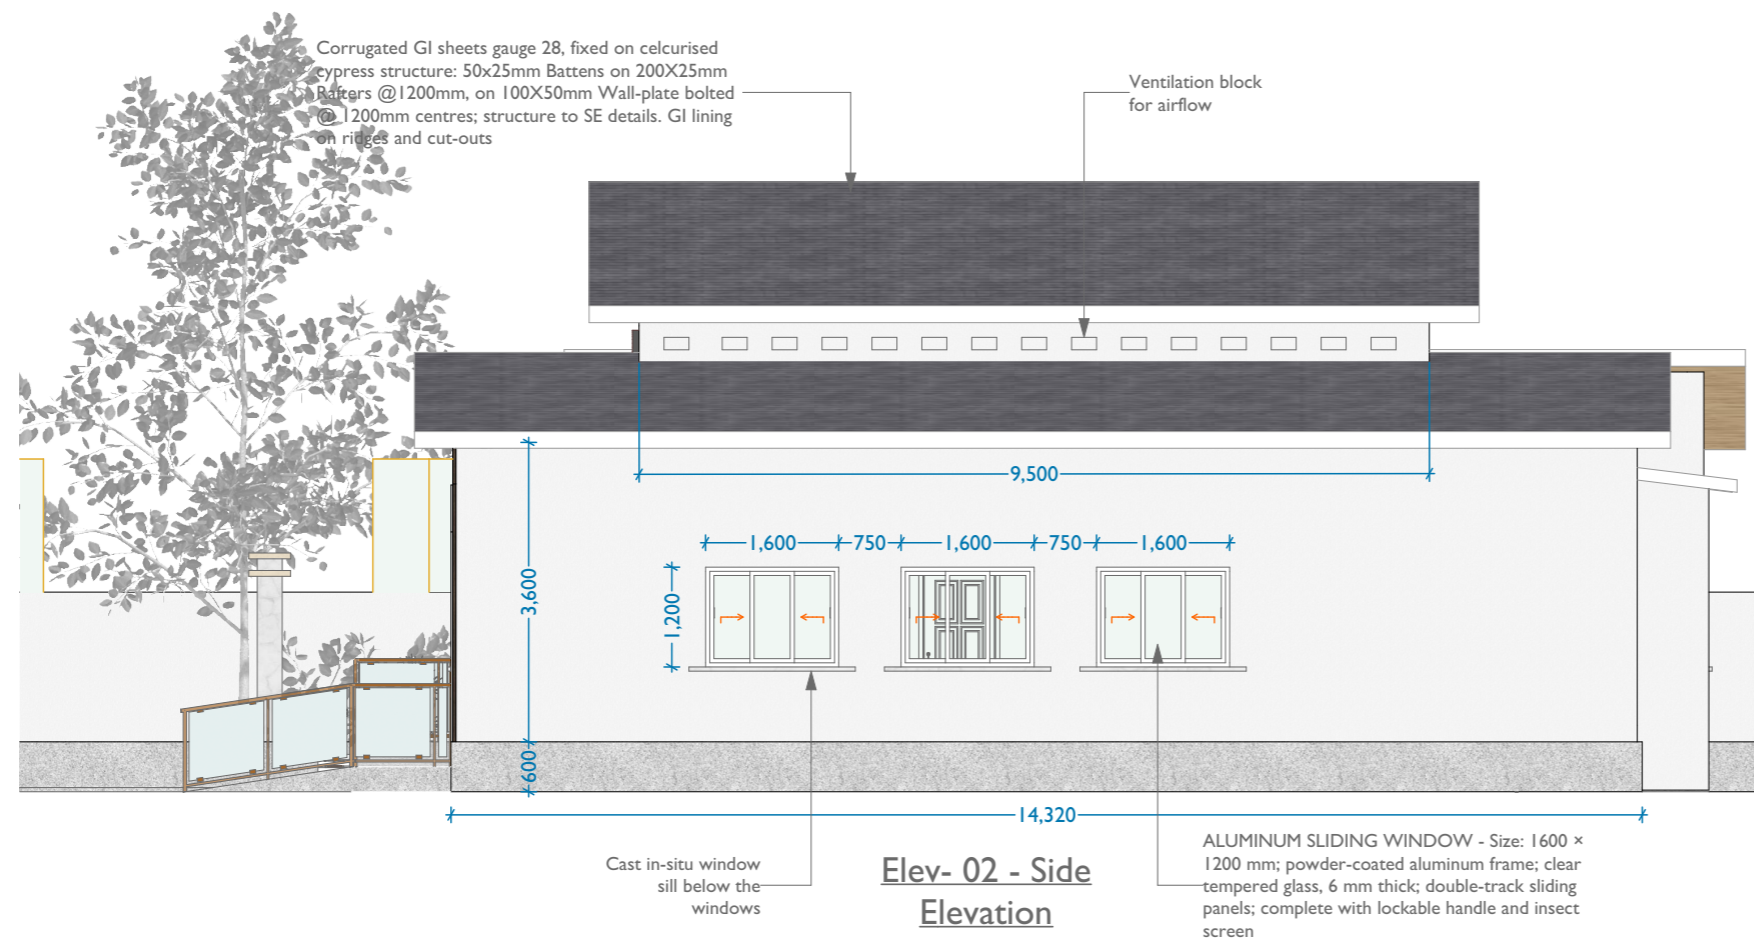 Corrugated GI sheets gauge 28, fixed on celcurised
cypress structure: 50x25mm Battens on 200X25mm
Rafters @1200mm, on 100X50mm Wall-plate bolted
@ 1200mm centres; structure to SE details. GI lining
on ridges and cut-outs
Ventilation block
for airflow
9,500
1,600 750 1,600 750 1,600
1,200
3,600
600
14,320
Cast in-situ window
sill below the
windows
Elev- 02 - Side
Elevation
ALUMINUM SLIDING WINDOW - Size: 1600 ×
1200 mm; powder-coated aluminum frame; clear
tempered glass, 6 mm thick; double-track sliding
panels; complete with lockable handle and insect
screen